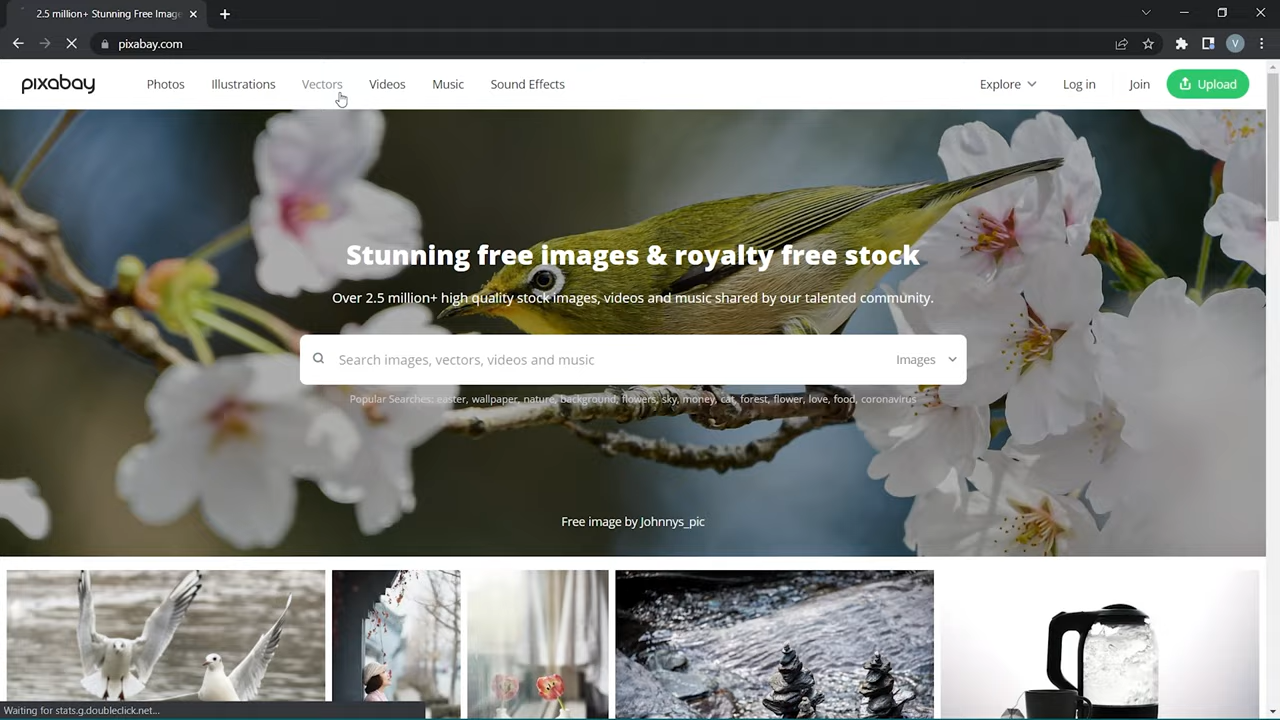 2.5 million+ Stunning Free Image
pixabay.com
V
pixabay
Photos
Illustrations
Vectors
Videos
Music
Sound Effects
Explore
Log in
Join
Upload
Stunning free images & royalty free stock
Over 2.5 million+ high quality stock images, videos and music shared by our talented community.
Search images, vectors, videos and music
Images
Popular Searches: easter, wallpaper, nature, background, flowers, sky, money, cat, forest, flower, love, food, coronavirus
Free image by Johnnys_pic
Waiting for stats.g.doubleclick.net...